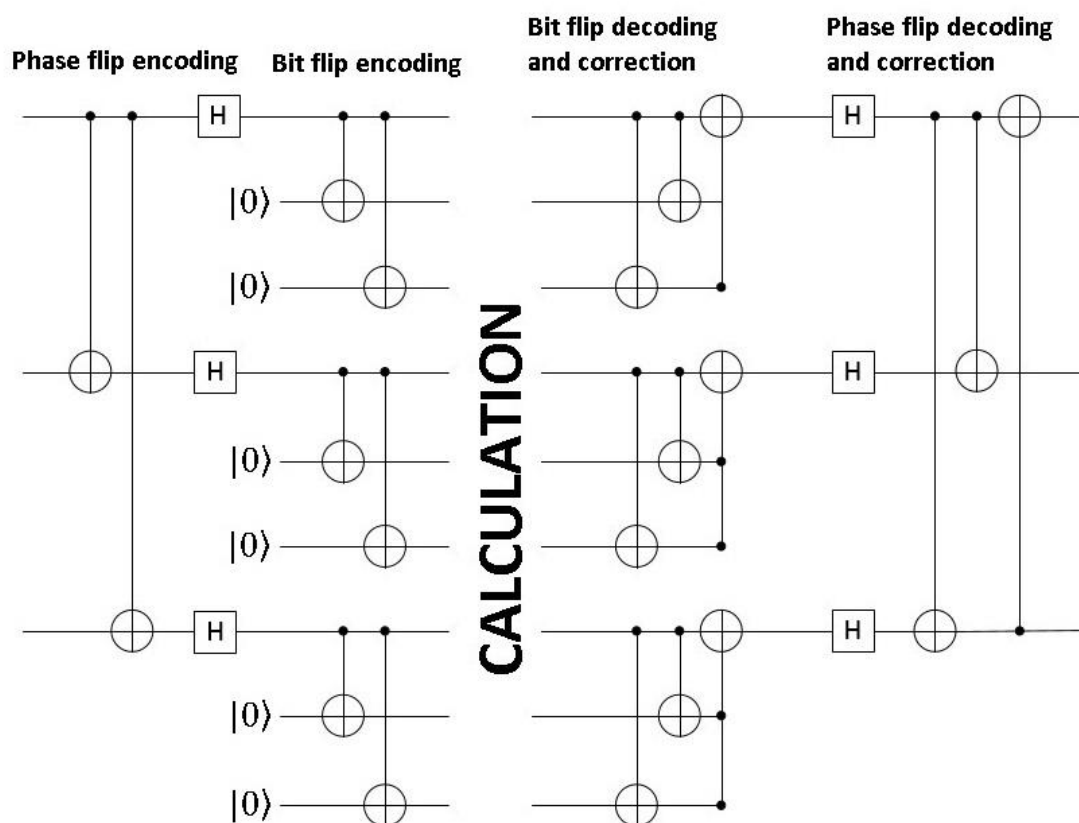 Phase flip encoding
Bit flip encoding
Bit flip decoding
and correction
Phase flip decoding
and correction
H
H
|0⟩
|0⟩
H
H
|0⟩
|0⟩
H
H
|0⟩
|0⟩
CALCULATION